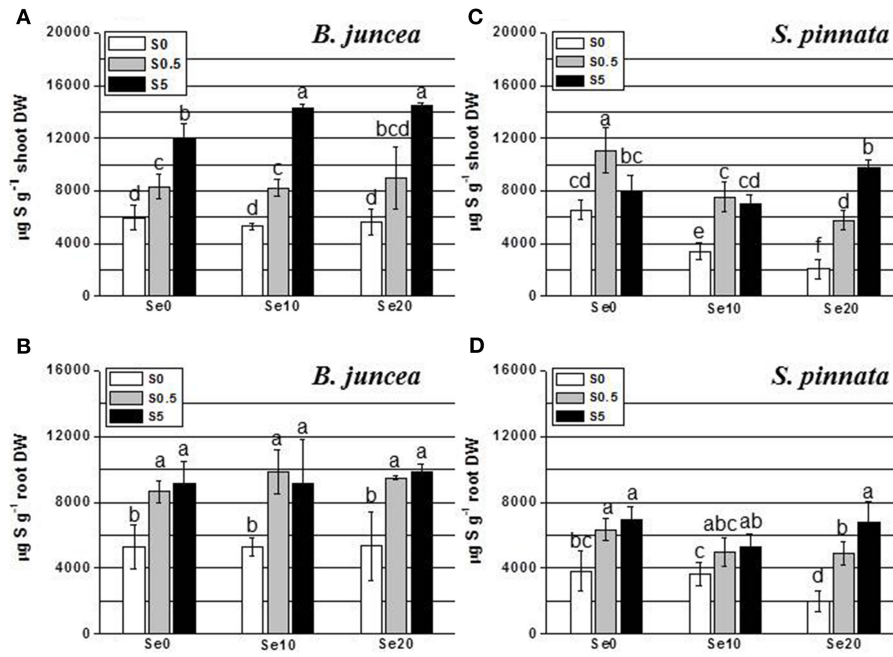 A
B. juncea
S0
S0.5
S5
µg S g⁻¹ shoot DW
20000
16000
12000
8000
4000
0
d c b
d c a
d bcd a
Se0 Se10 Se20
C
S. pinnata
S0
S0.5
S5
µg S g⁻¹ shoot DW
20000
16000
12000
8000
4000
0
cd a bc
e c cd
f d b
Se0 Se10 Se20
B
B. juncea
S0
S0.5
S5
µg S g⁻¹ root DW
16000
12000
8000
4000
0
b a a
b a a
b a a
Se0 Se10 Se20
D
S. pinnata
S0
S0.5
S5
µg S g⁻¹ root DW
16000
12000
8000
4000
0
bc a a
c abc ab
d b a
Se0 Se10 Se20